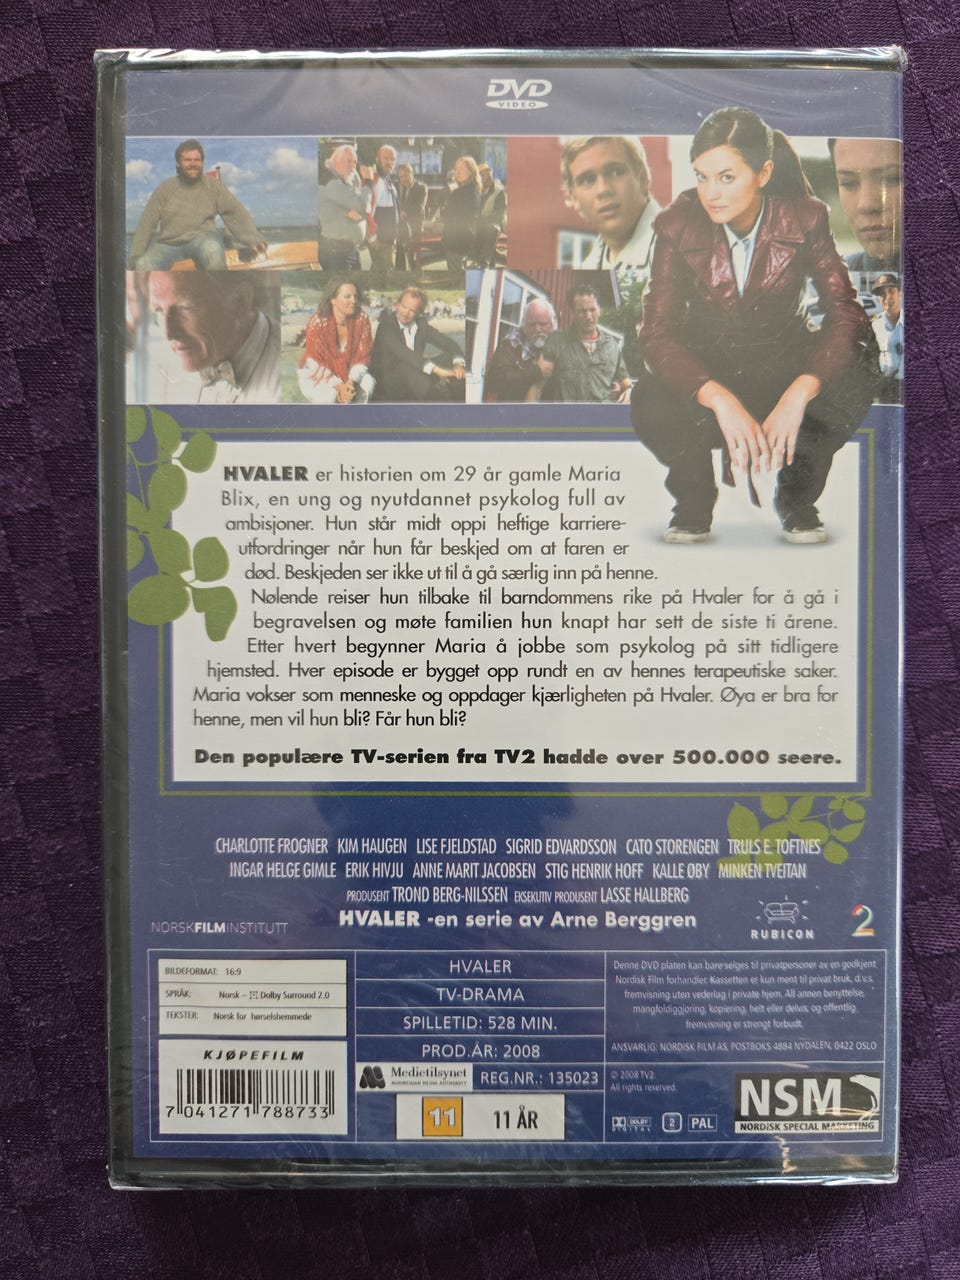 DVD
VIDEO
HVALER er historien om 29 år gamle Maria
Blix, en ung og nyutdannet psykolog full av
ambisjoner. Hun står midt oppi heftige karriere-
utfordringer når hun får beskjed om at faren er
død. Beskjeden ser ikke ut til å gå særlig inn på henne.
Nølende reiser hun tilbake til barndommens rike på Hvaler for å gå i
begravelsen og møte familien hun knapt har sett de siste ti årene.
Etter hvert begynner Maria å jobbe som psykolog på sitt tidligere
hjemsted. Hver episode er bygget opp rundt en av hennes terapeutiske saker.
Maria vokser som menneske og oppdager kjærligheten på Hvaler. Øya er bra for
henne, men vil hun bli? Får hun bli?
Den populære TV-serien fra TV2 hadde over 500.000 seere.
CHARLOTTE FROGNER KIM HAUGEN LISE FJELDSTAD SIGRID EDVARDSSON CATO STORENGEN TRULS E. TOFTNES
INGAR HELGE GIMLE ERIK HIVJU ANNE MARIT JACOBSEN STIG HENRIK HOFF KALLE ØBY MINKEN TVEITAN
PRODUSENT TROND BERG-NILSSEN EKSEKUTIV PRODUSENT LASSE HALLBERG
HVALER -en serie av Arne Berggren
NORSKFILMINSTITUTT
RUBICON
2
BILDEFORMAT: 16:9
SPRÅK: Norsk – Dolby Surround 2.0
TEKSTER: Norsk for hørselshemmede
KJØPEFILM
7 041271 788733
HVALER
TV-DRAMA
SPILLETID: 528 MIN.
PROD.ÅR: 2008
Medietilsynet
NORWEGIAN MEDIA AUTHORITY
REG.NR.: 135023
11
11 ÅR
Denne DVD platen kan bare selges til privatpersoner av en godkjent
Nordisk Film forhandler. Kassetten er kun ment til privat bruk, d.v.s.
fremvisning uten vederlag i private hjem. All annen benyttelse,
mangfoldiggjøring, kopiering, helt eller delvis, og offentlig
fremvisning er strengt forbudt.
ANSVARLIG: NORDISK FILM AS, POSTBOKS 4884 NYDALEN, 0422 OSLO
© 2008 TV2.
All rights reserved.
DOLBY
DIGITAL
2
PAL
NSM
NORDISK SPECIAL MARKETING